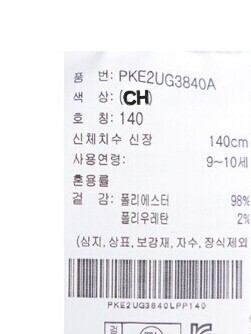 품 번: PKE2UG3840A
색 상: (CH)
호 칭: 140
신체치수 신장 140cm
사용연령: 9~10세
혼용률
겉 감: 폴리에스터 98%
폴리우레탄 2%
(심지, 상표, 보강재, 자수, 장식제외
PKE2UG3840LPP140